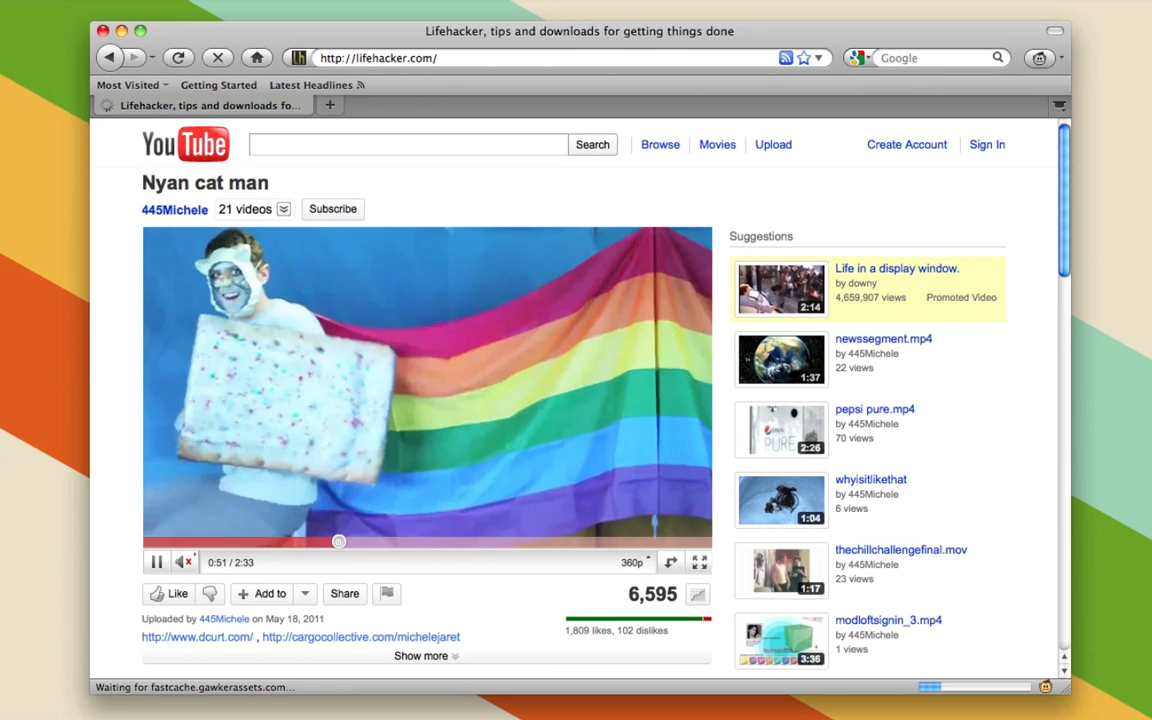 Lifehacker, tips and downloads for getting things done
http://lifehacker.com/
Google
Most Visited Getting Started Latest Headlines
Lifehacker, tips and downloads fo...
YouTube Search Browse Movies Upload Create Account Sign In
Nyan cat man
445Michele 21 videos Subscribe
Suggestions
Life in a display window.
by downy
4,659,907 views Promoted Video
2:14
newssegment.mp4
by 445Michele
22 views
1:37
pepsi pure.mp4
by 445Michele
70 views
PURE
2:26
whyisitlikethat
by 445Michele
6 views
1:04
thechillchallengefinal.mov
by 445Michele
23 views
1:17
modloftsignin_3.mp4
by 445Michele
1 views
3:36
0:51 / 2:33 360p
Like Add to Share 6,595
Uploaded by 445Michele on May 18, 2011
1,809 likes, 102 dislikes
http://www.dcurt.com/ , http://cargocollective.com/michelejaret
Show more
Waiting for fastcache.gawkerassets.com...